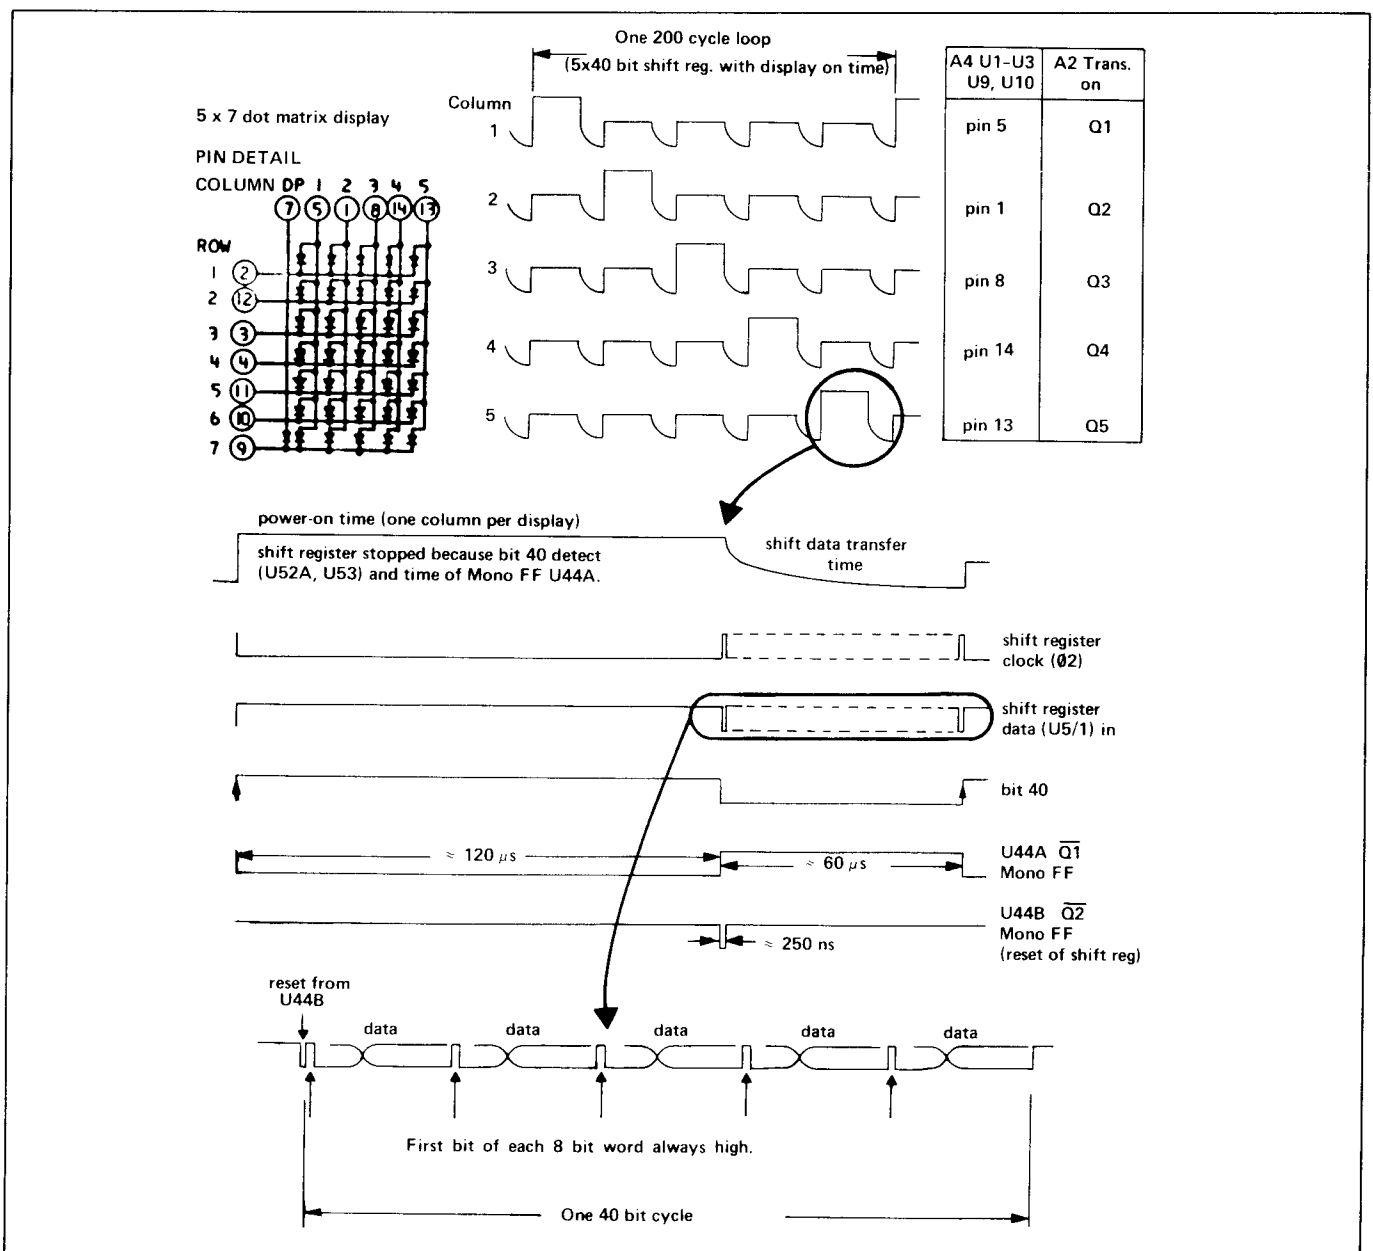 One 200 cycle loop
(5x40 bit shift reg. with display on time)
A4 U1-U3
U9, U10
A2 Trans.
on
Column
1
pin 5
Q1
2
pin 1
Q2
3
pin 8
Q3
4
pin 14
Q4
5
pin 13
Q5
5 x 7 dot matrix display
PIN DETAIL
COLUMN DP 1 2 3 4 5
7 5 1 8 14 13
ROW
1 2
2 12
3 3
4 4
5 11
6 10
7 9
power-on time (one column per display)
shift register stopped because bit 40 detect
(U52A, U53) and time of Mono FF U44A.
shift data transfer
time
shift register
clock (Ø2)
shift register
data (U5/1) in
bit 40
≈ 120 μs
≈ 60 μs
U44A Q̅1̅
Mono FF
U44B Q̅2̅
Mono FF
(reset of shift reg)
≈ 250 ns
reset from
U44B
data data data data data
First bit of each 8 bit word always high.
One 40 bit cycle